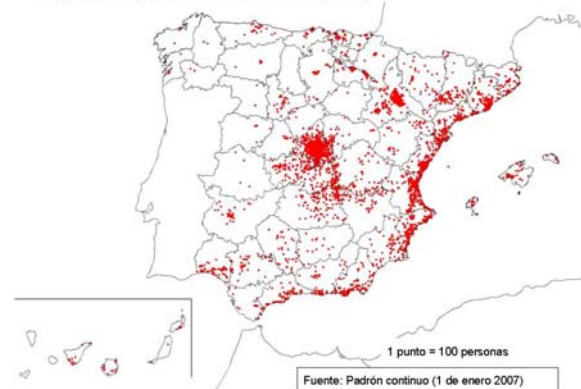 1 punto = 100 personas
Fuente: Padrón continuo (1 de enero 2007)